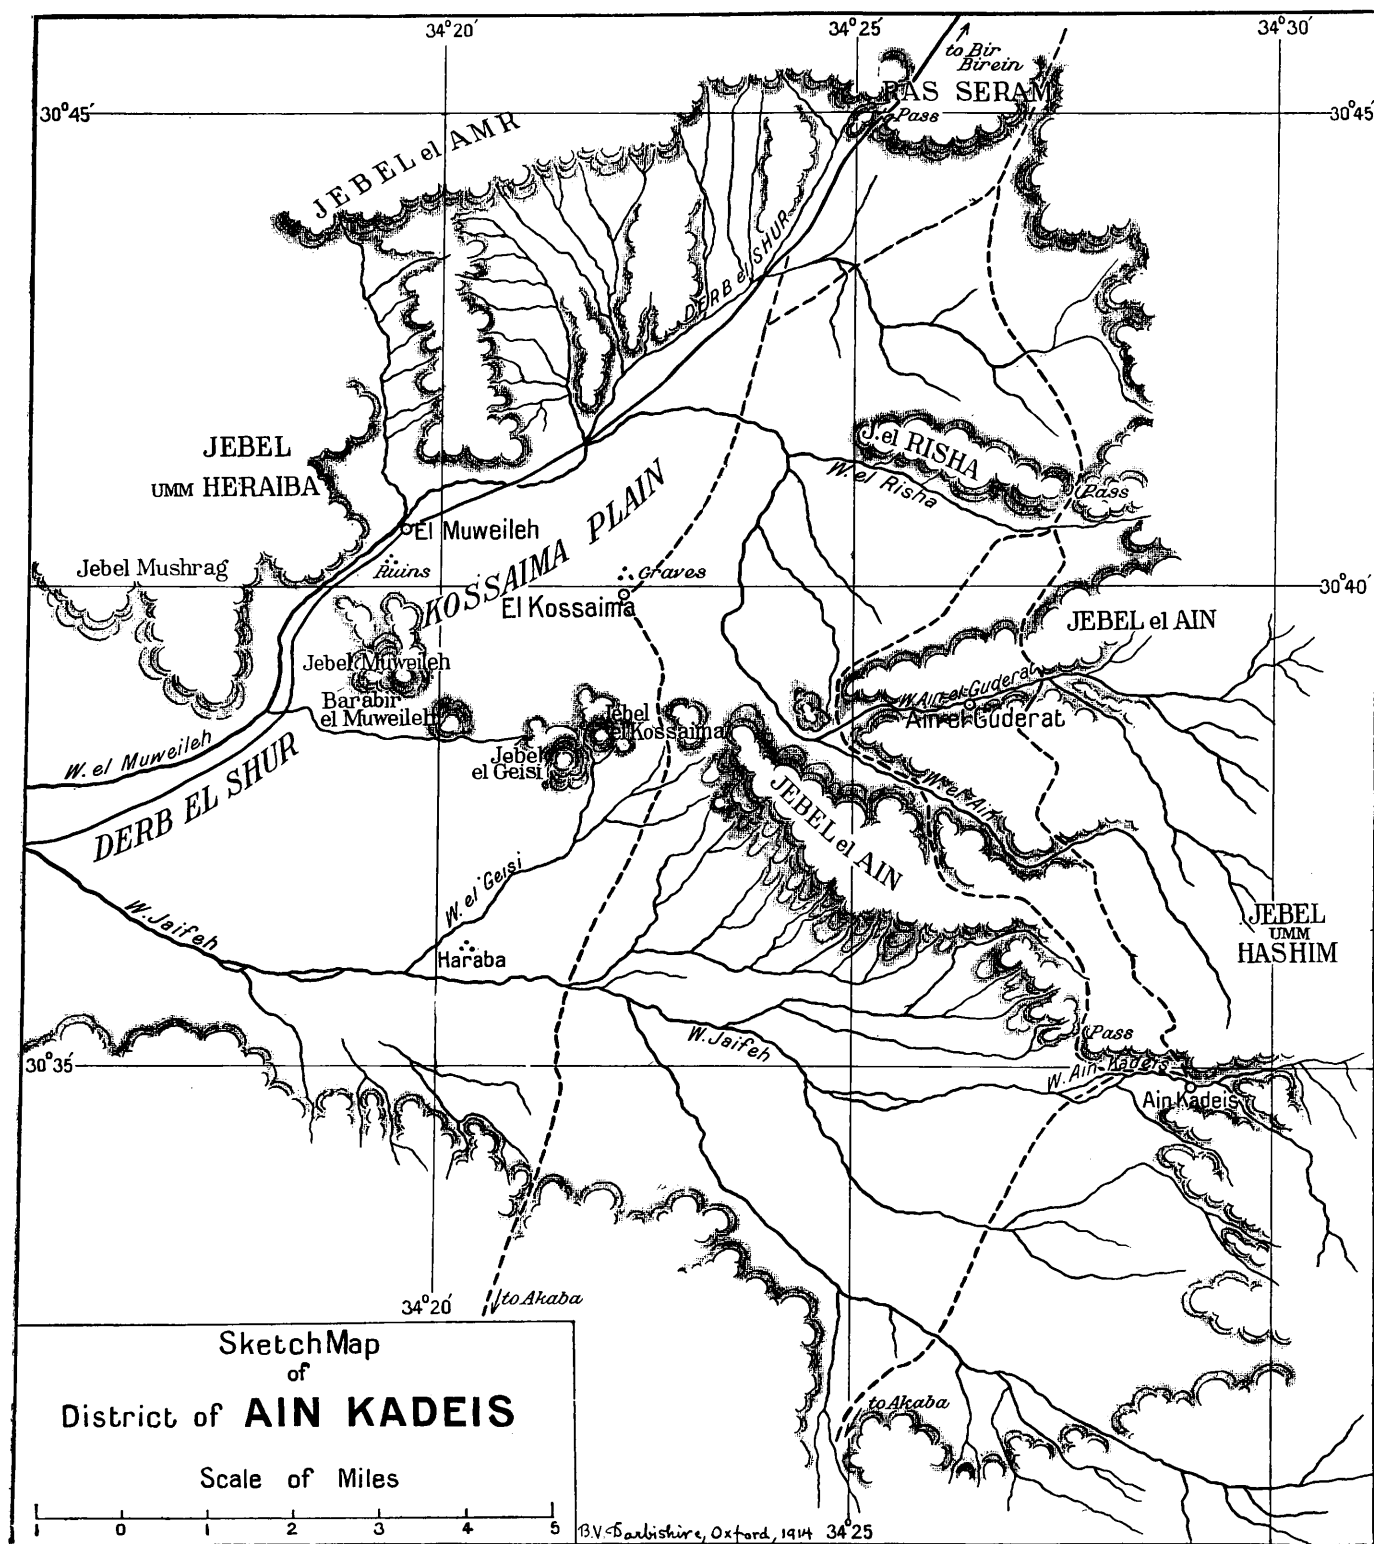 34°20′
34°25′
34°30′
to Bir
Birein
RAS SERAM
30°45′
Pass
30°45′
JEBEL el AMR
DERB el SHUR
JEBEL
UMM HERAIBA
J. el RISHA
W. el Risha
Pass
El Muweileh
KOSSAIMA PLAIN
Jebel Mushrag
Ruins
Graves
El Kossaima
30°40′
JEBEL el AIN
Jebel Muweileh
Barabir
el Muweileh
W. Ain el Guderat
Ain el Guderat
Jebel
el Kossaima
Jebel
el Geisi
W. el Muweileh
DERB EL SHUR
W. el Ain
JEBEL el AIN
W. el Geisi
W. Jaifeh
Haraba
JEBEL
UMM
HASHIM
W. Jaifeh
Pass
30°35′
W. Ain Kadeis
Ain Kadeis
34°20′
to Akaba
to Akaba
Sketch Map
of
District of AIN KADEIS
Scale of Miles
1 0 1 2 3 4 5
B.V. Darbishire, Oxford, 1914
34°25